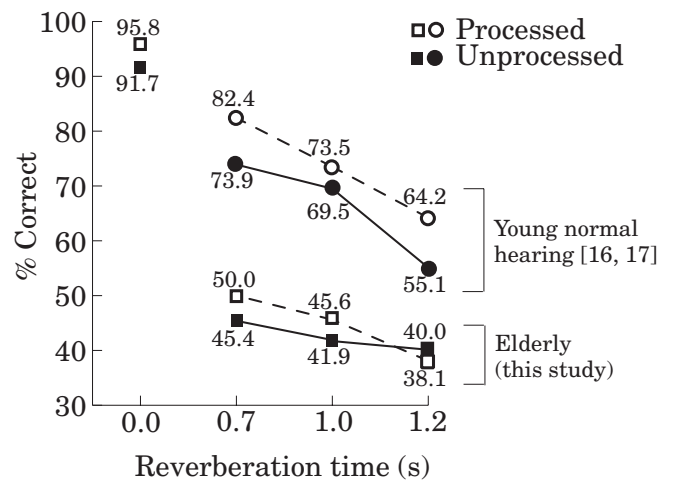 % Correct
100
90
80
70
60
50
40
30
95.8
91.7
82.4
73.9
73.5
69.5
64.2
55.1
50.0
45.4
45.6
41.9
40.0
38.1
Processed
Unprocessed
Young normal
hearing [16, 17]
Elderly
(this study)
0.0 0.7 1.0 1.2
Reverberation time (s)